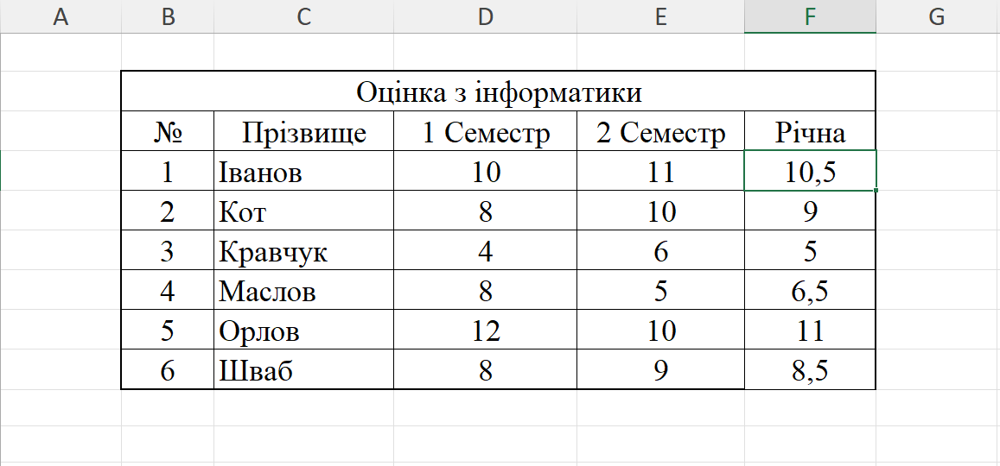 A B C D E F G
Оцінка з інформатики
№ Прізвище 1 Семестр 2 Семестр Річна
1 Іванов 10 11 10,5
2 Кот 8 10 9
3 Кравчук 4 6 5
4 Маслов 8 5 6,5
5 Орлов 12 10 11
6 Шваб 8 9 8,5